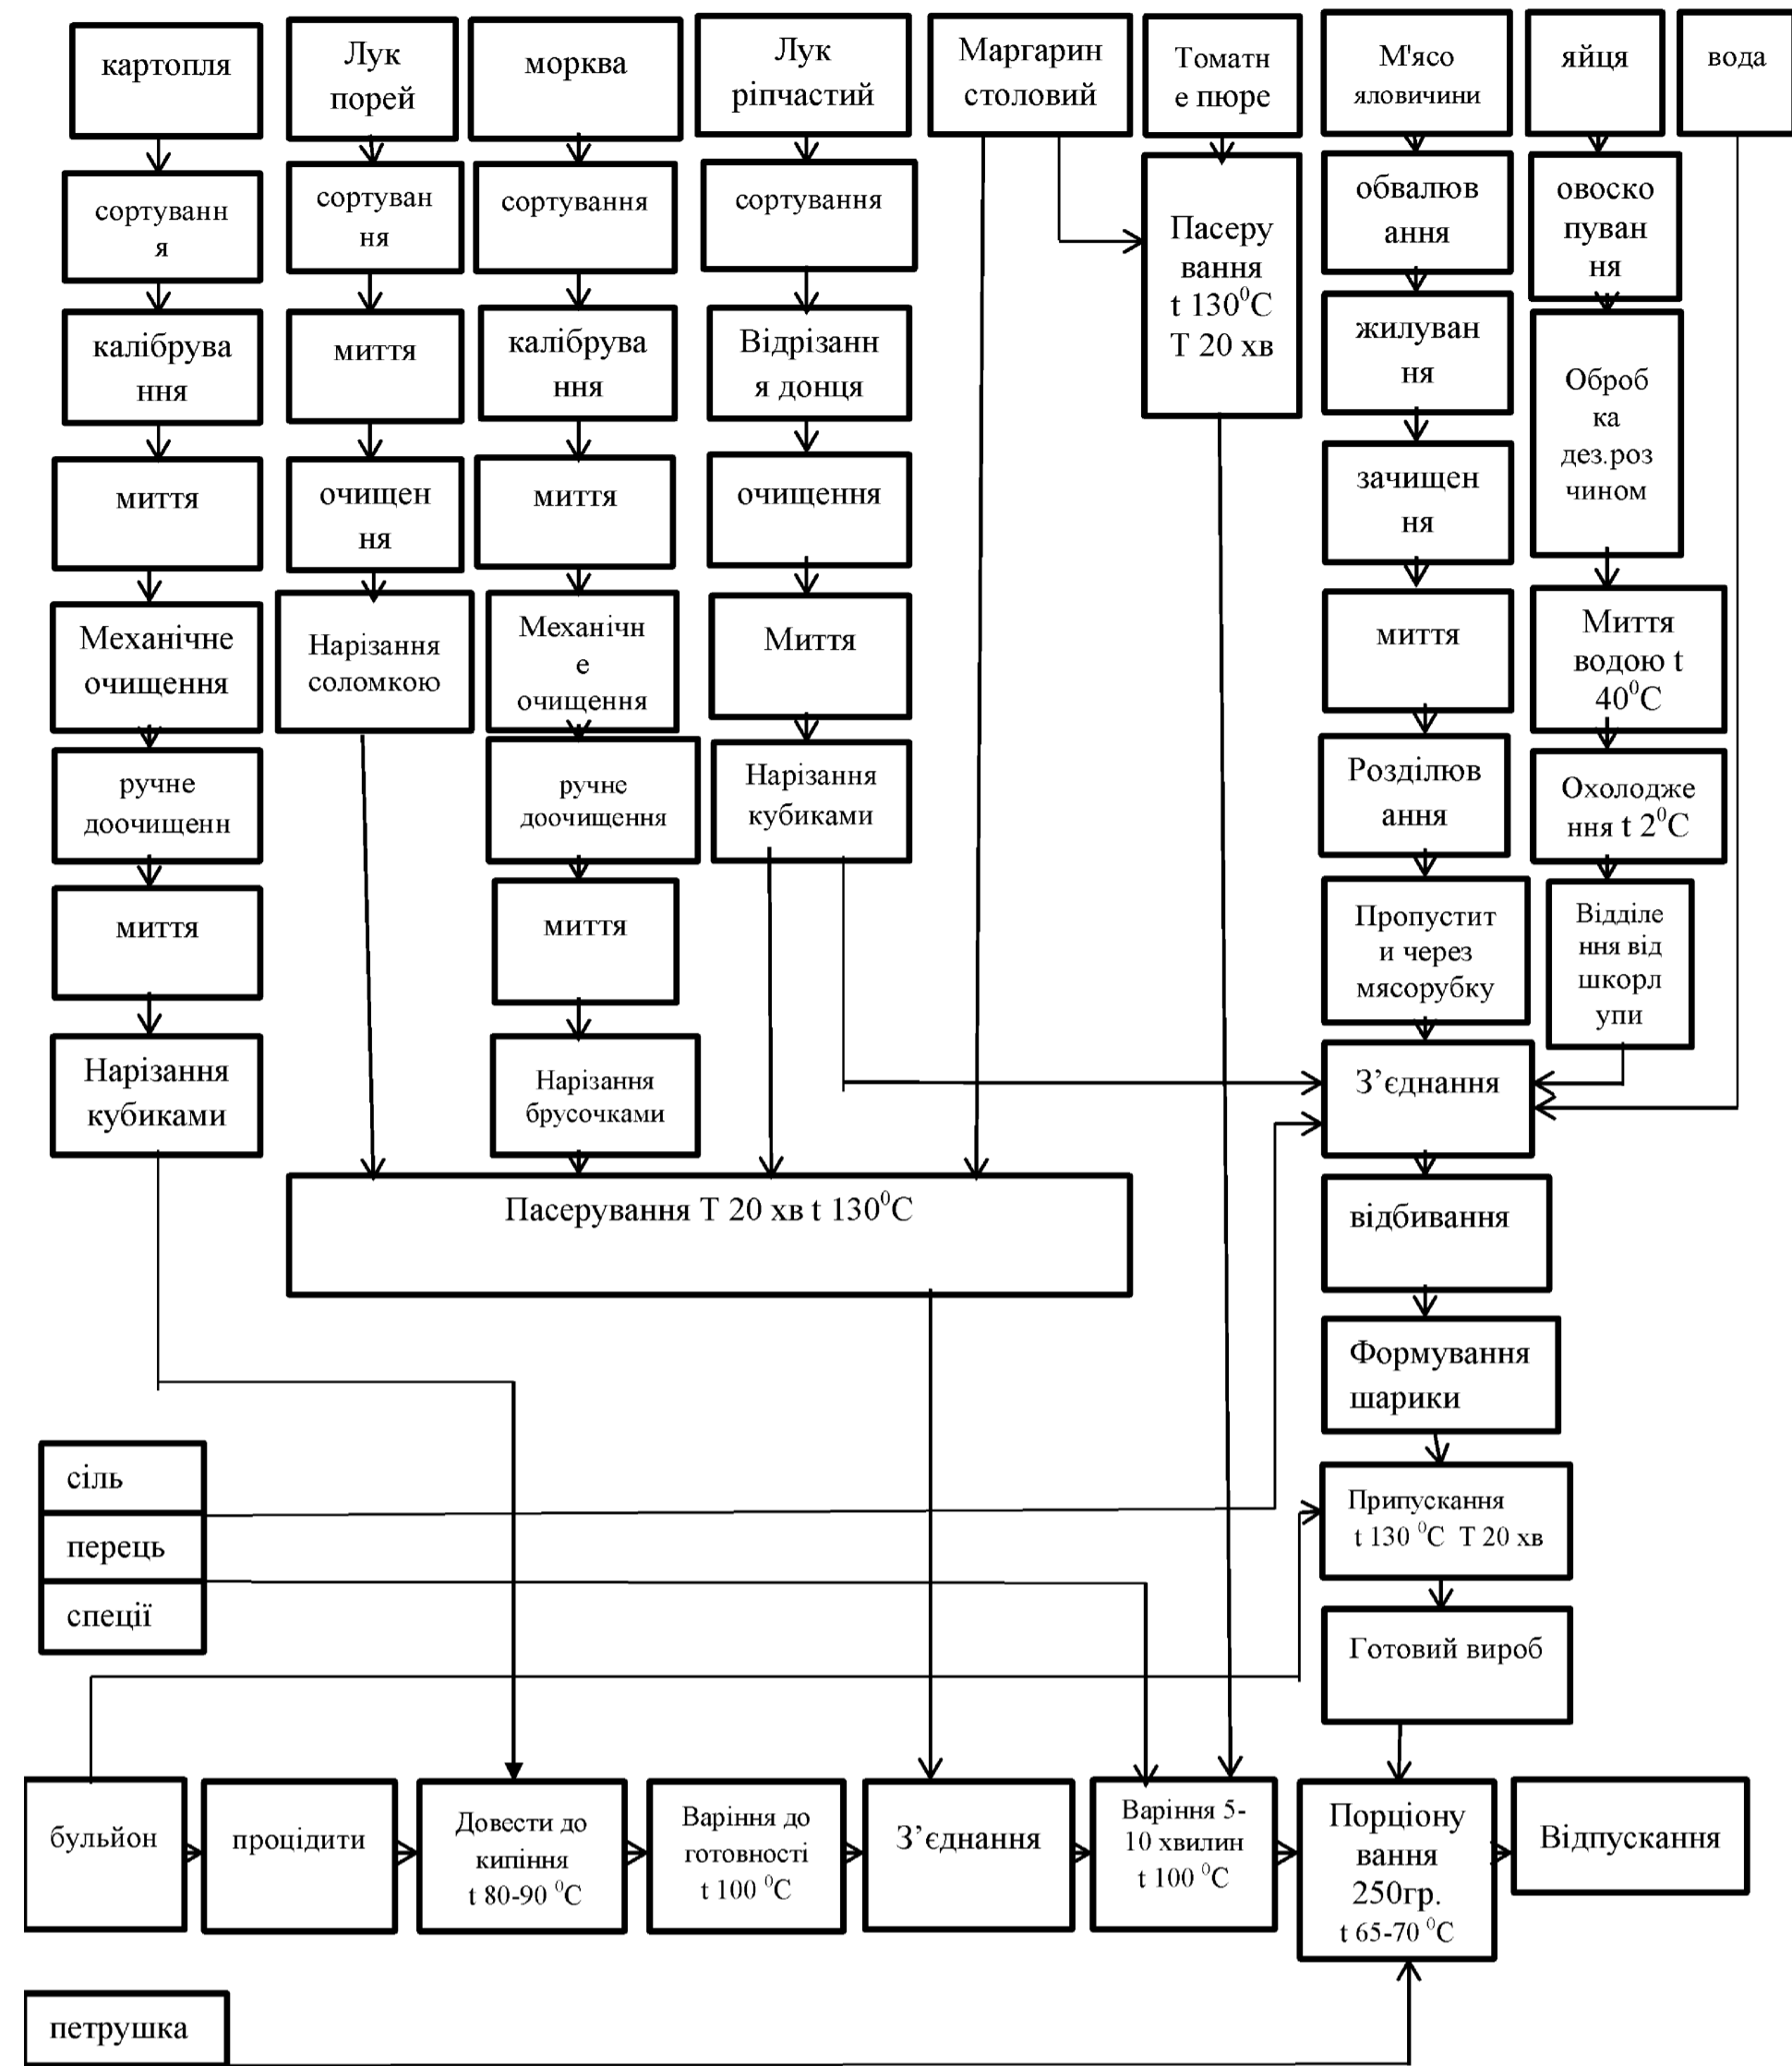 картопля
Лук
порей
морква
Лук
ріпчастий
Маргарин
столовий
Томатн
е пюре
М'ясо
яловичини
яйця
вода
сортуванн
я
сортуван
ня
сортування
сортування
Пасеру
вання
t 130⁰C
Т 20 хв
обвалюв
ання
овоско
пуван
ня
калібрува
ння
миття
калібрува
ння
Відрізанн
я донця
жилуван
ня
Оброб
ка
дез.роз
чином
миття
очищен
ня
миття
очищення
зачищен
ня
Механічне
очищення
Нарізання
соломкою
Механічн
е
очищення
Миття
миття
Миття
водою t
40⁰C
ручне
доочищенн
ручне
доочищення
Нарізання
кубиками
Розділюв
ання
Охолодже
ння t 2⁰C
миття
миття
Пропустит
и через
мясорубку
Відділе
ння від
шкорл
упи
Нарізання
кубиками
Нарізання
брусочками
З’єднання
Пасерування Т 20 хв t 130⁰C
відбивання
Формування
шарики
сіль
перець
спеції
Припускання
t 130 ⁰C Т 20 хв
Готовий вироб
бульйон
процідити
Довести до
кипіння
t 80-90 ⁰C
Варіння до
готовності
t 100 ⁰C
З’єднання
Варіння 5-
10 хвилин
t 100 ⁰C
Порціону
вання
250гр.
t 65-70 ⁰C
Відпускання
петрушка